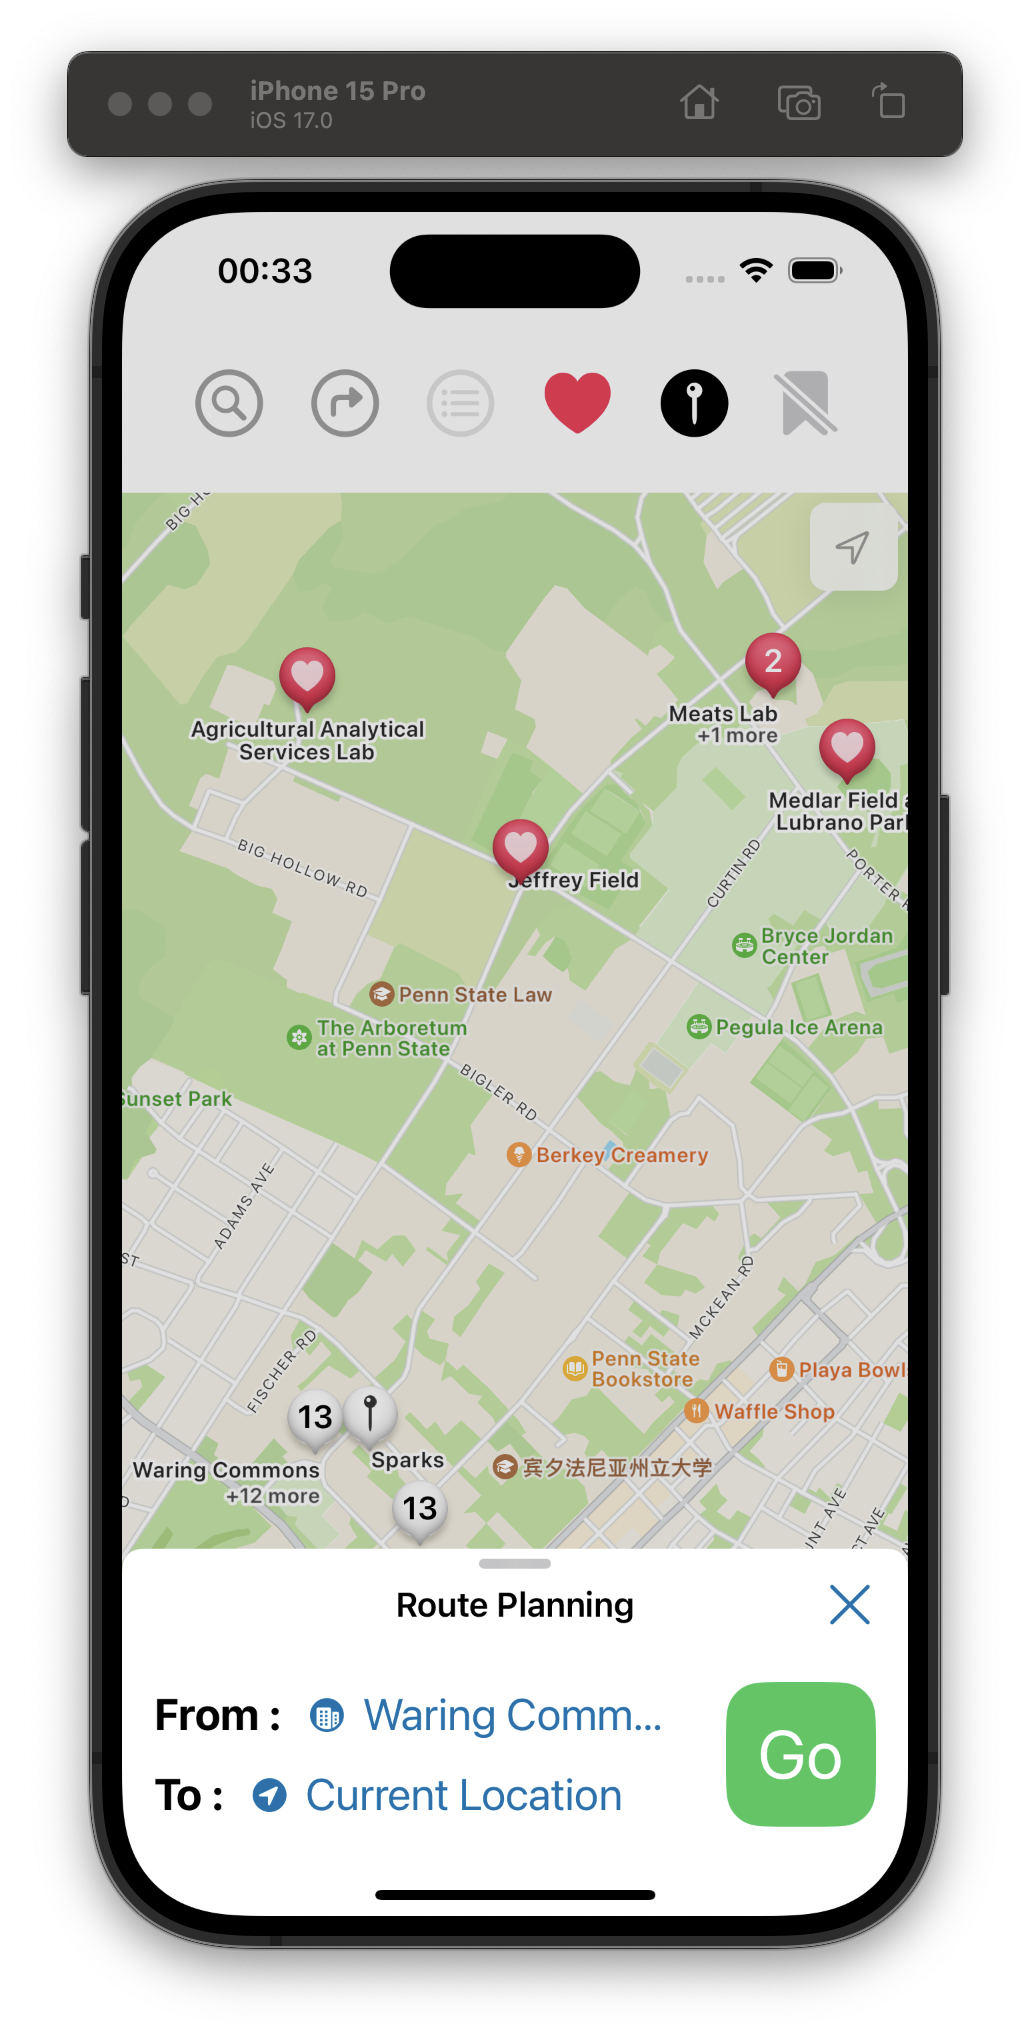 iPhone 15 Pro
iOS 17.0
00:33
BIG HO
2
Agricultural Analytical
Services Lab
Meats Lab
+1 more
Medlar Field a
Lubrano Park
BIG HOLLOW RD
Jeffrey Field
CURTIN RD
PORTER R
Bryce Jordan
Center
Penn State Law
The Arboretum
at Penn State
Pegula Ice Arena
BIGLER RD
Sunset Park
Berkey Creamery
ADAMS AVE
ST
MCKEAN RD
FISCHER RD
Penn State
Bookstore
Playa Bowls
Waffle Shop
13
Sparks
Waring Commons
+12 more
宾夕法尼亚州立大学
13
UNT AVE
CT AVE
Route Planning
From : Waring Comm...
To : Current Location
Go